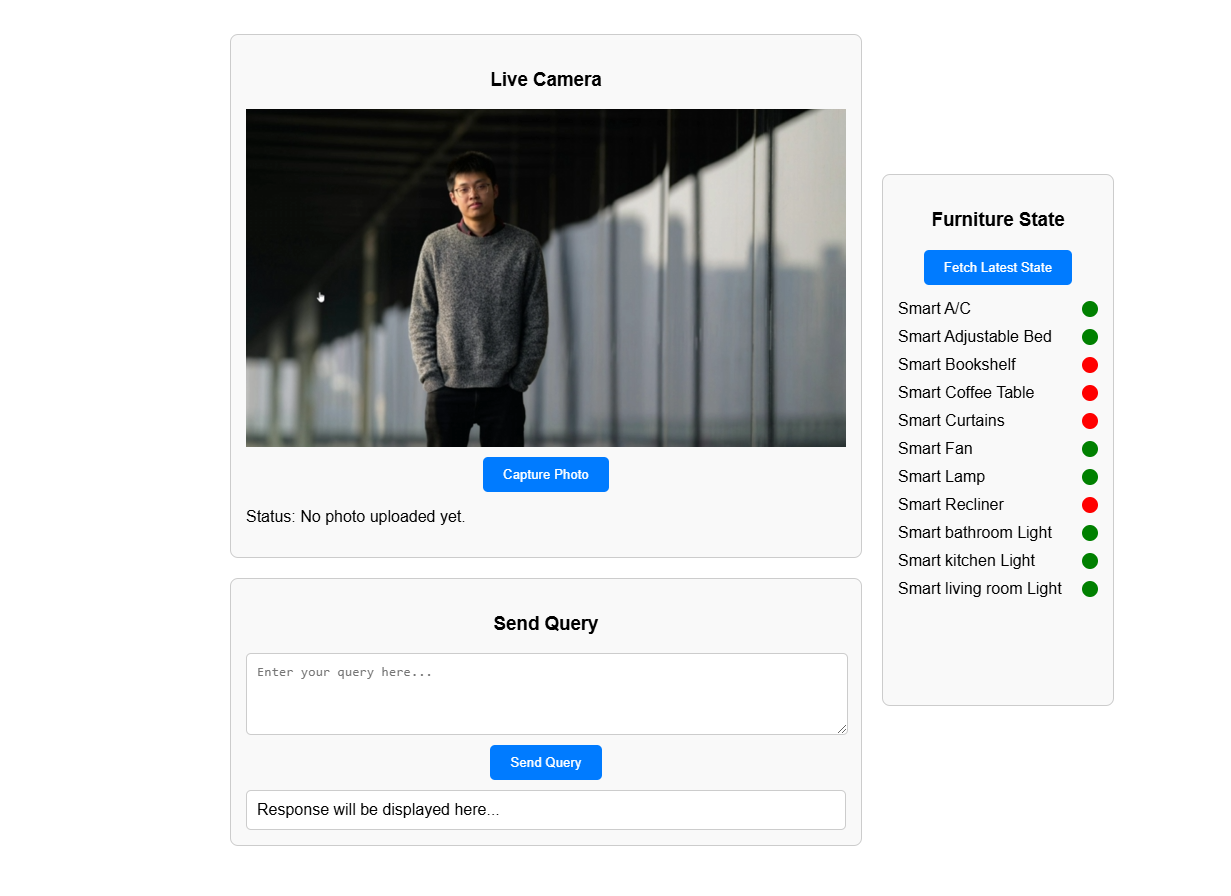 Live Camera
Capture Photo
Status: No photo uploaded yet.
Send Query
Enter your query here...
Send Query
Response will be displayed here...
Furniture State
Fetch Latest State
Smart A/C
Smart Adjustable Bed
Smart Bookshelf
Smart Coffee Table
Smart Curtains
Smart Fan
Smart Lamp
Smart Recliner
Smart bathroom Light
Smart kitchen Light
Smart living room Light